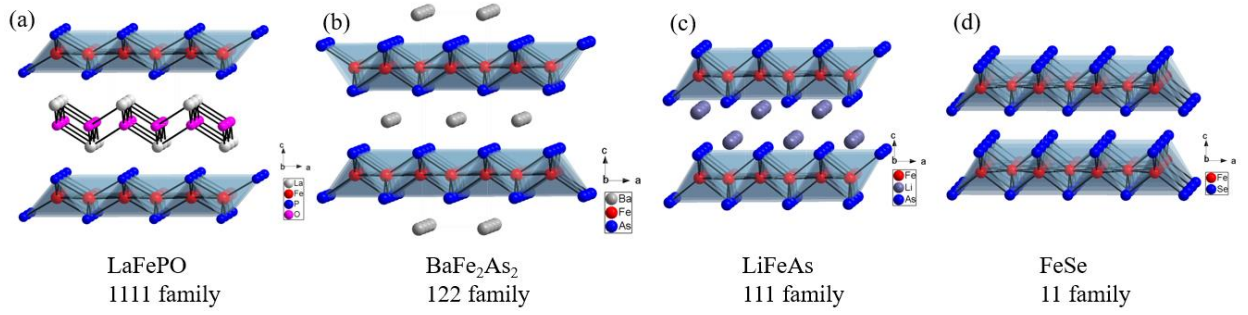 (a)
c
b
a
La
Fe
P
O
LaFePO
1111 family
(b)
c
b
a
Ba
Fe
As
BaFe₂As₂
122 family
(c)
c
b
a
Fe
Li
As
LiFeAs
111 family
(d)
c
b
a
Fe
Se
FeSe
11 family